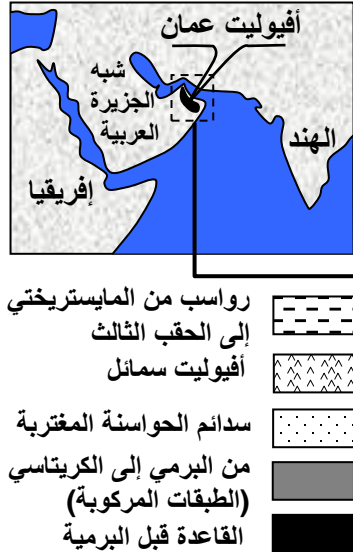 أفيوليت عمان
شبه
الجزيرة
العربية
الهند
إفريقيا
رواسب من المايستريختي
إلى الحقب الثالث
أفيوليت سمائل
سدائم الحواسنة المغتربة
من البرمي إلى الكريتاسي
(الطبقات المركوبة)
القاعدة قبل البرمية